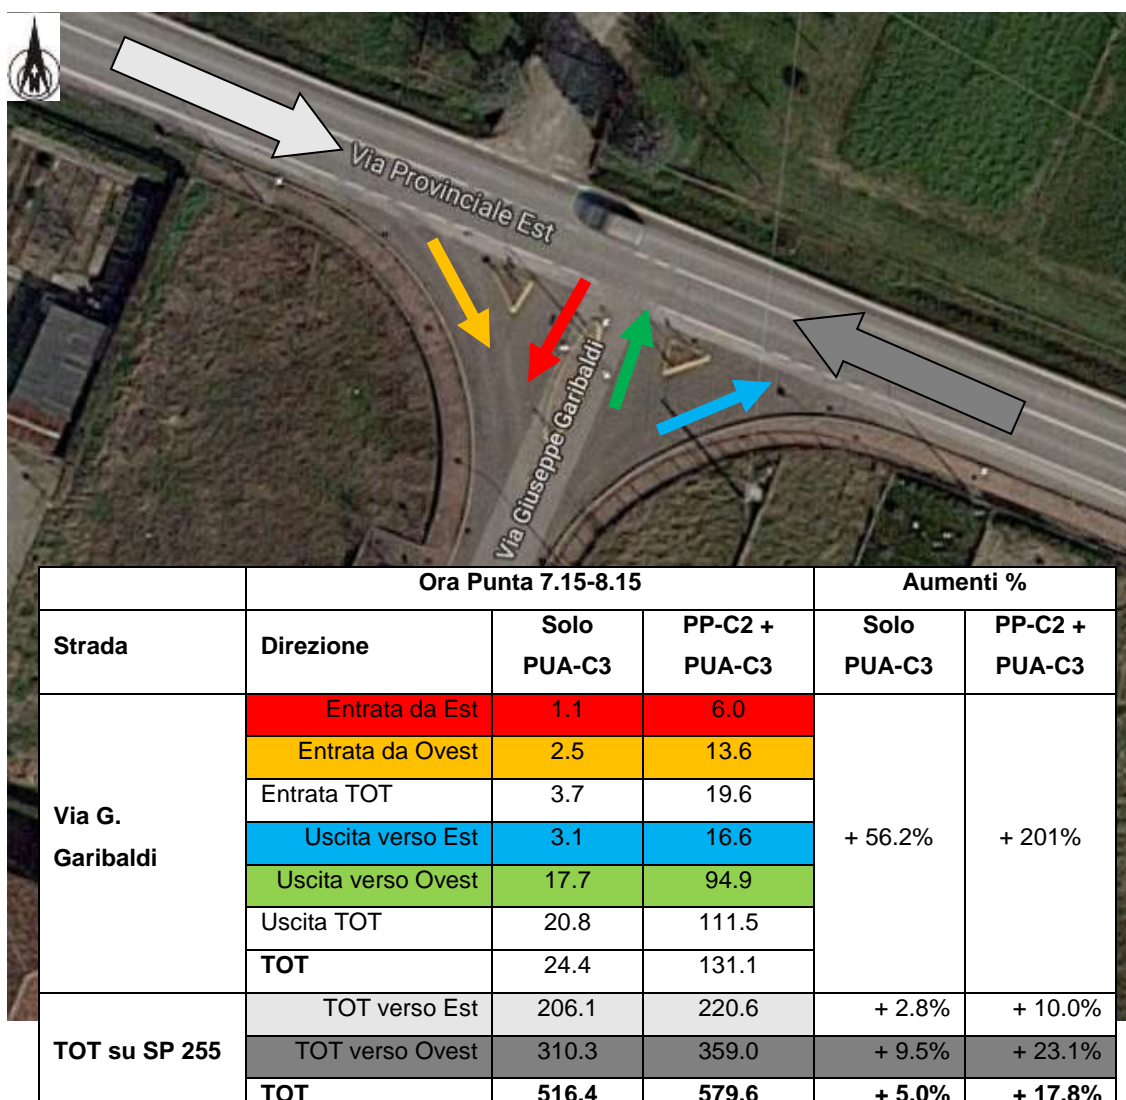 Via Provinciale Est
Via Giuseppe Garibaldi
Ora Punta 7.15-8.15 Aumenti %
Strada Direzione Solo PUA-C3 PP-C2 + PUA-C3 Solo PUA-C3 PP-C2 + PUA-C3
Via G. Garibaldi + 56.2% + 201%
Entrata da Est 1.1 6.0
Entrata da Ovest 2.5 13.6
Entrata TOT 3.7 19.6
Uscita verso Est 3.1 16.6
Uscita verso Ovest 17.7 94.9
Uscita TOT 20.8 111.5
TOT 24.4 131.1
TOT su SP 255
TOT verso Est 206.1 220.6 + 2.8% + 10.0%
TOT verso Ovest 310.3 359.0 + 9.5% + 23.1%
TOT 516.4 579.6 + 5.0% + 17.8%